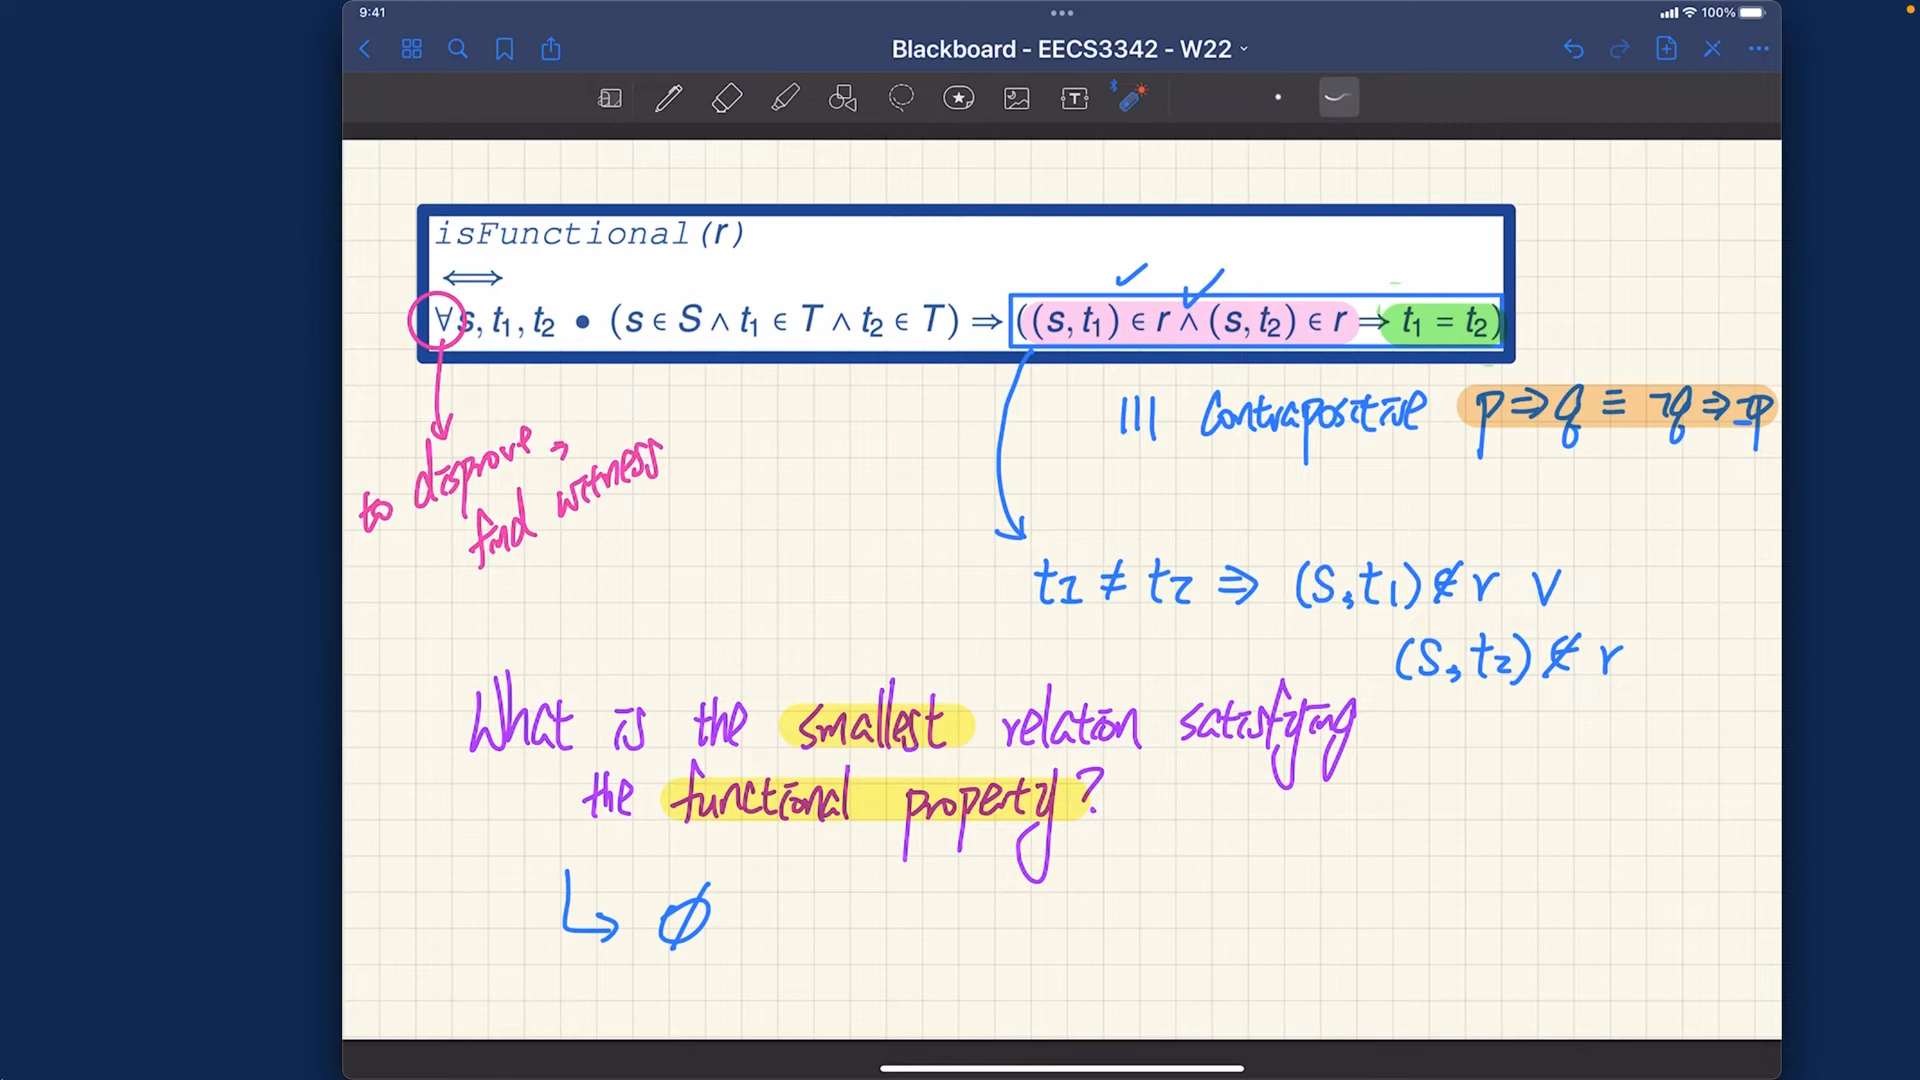 9:41
100%
Blackboard - EECS3342 - W22
isFunctional(r)
⟺
∀s, t₁, t₂ • (s ∈ S ∧ t₁ ∈ T ∧ t₂ ∈ T) ⇒ ((s, t₁) ∈ r ∧ (s, t₂) ∈ r ⇒ t₁ = t₂)
||| Contrapositive p ⇒ q ≡ ¬q ⇒ ¬p
to disprove,
find witness
t₁ ≠ t₂ ⇒ (s, t₁) ∉ r ∨
(s, t₂) ∉ r
What is the smallest relation satisfying
the functional property?
↳ ∅